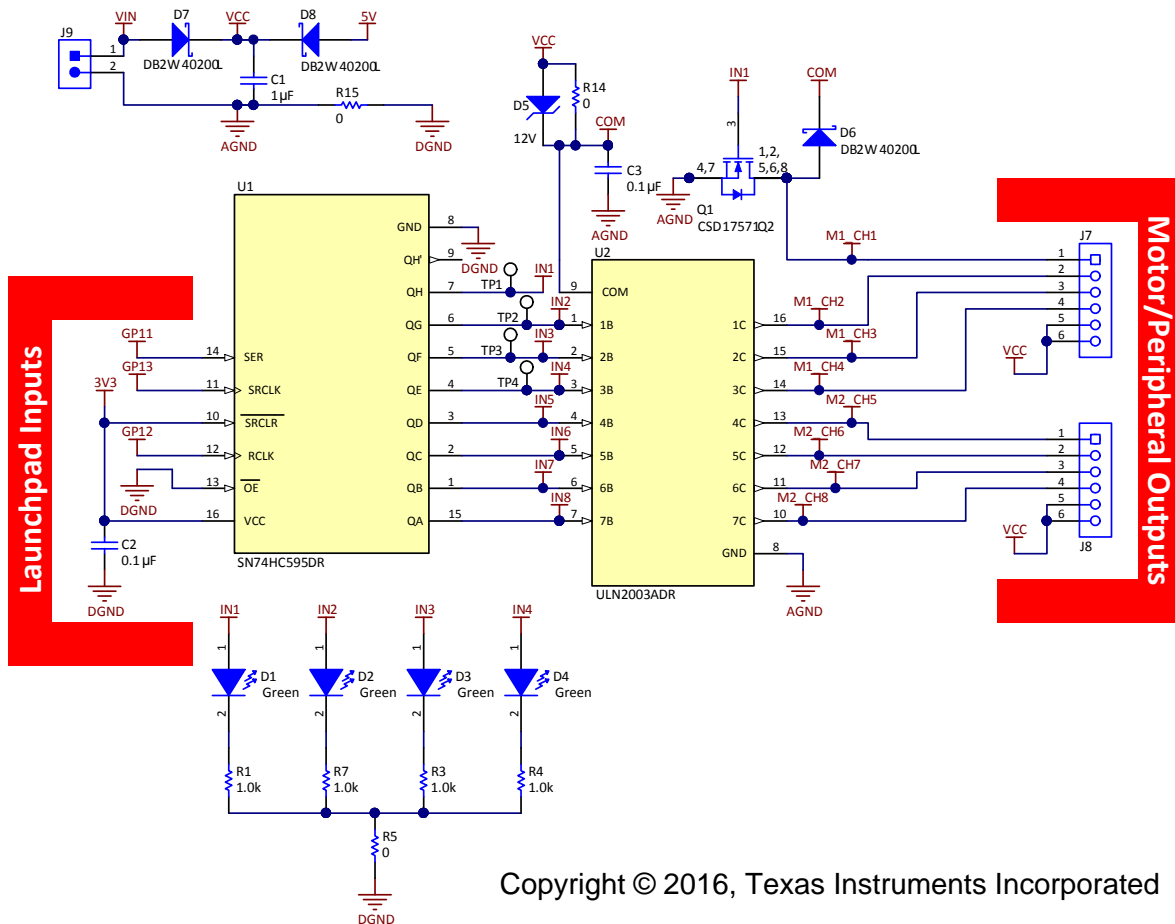 J9
1
2
VIN
D7
DB2W40200L
VCC
D8
DB2W40200L
5V
C1
1µF
R15
0
AGND
DGND
VCC
D5
12V
R14
0
COM
C3
0.1µF
AGND
IN1
3
4,7
1,2,
5,6,8
AGND
Q1
CSD17571Q2
COM
D6
DB2W40200L
Launchpad Inputs
GP11
GP13
3V3
GP12
DGND
C2
0.1µF
DGND
U1
14 SER
11 SRCLK
10 SRCLR
12 RCLK
13 OE
16 VCC
GND 8
QH' 9
QH 7
QG 6
QF 5
QE 4
QD 3
QC 2
QB 1
QA 15
SN74HC595DR
DGND
TP1
TP2
TP3
TP4
IN1
IN2
IN3
IN4
IN5
IN6
IN7
IN8
U2
9 COM
1 1B
2 2B
3 3B
4 4B
5 5B
6 6B
7 7B
1C 16
2C 15
3C 14
4C 13
5C 12
6C 11
7C 10
GND 8
ULN2003ADR
AGND
M1_CH1
M1_CH2
M1_CH3
M1_CH4
M2_CH5
M2_CH6
M2_CH7
M2_CH8
VCC
J7
1
2
3
4
5
6
VCC
1
2
3
4
5
6
J8
Motor/Peripheral Outputs
IN1
1
D1
Green
2
R1
1.0k
IN2
1
D2
Green
2
R7
1.0k
IN3
1
D3
Green
2
R3
1.0k
IN4
1
D4
Green
2
R4
1.0k
R5
0
DGND
Copyright © 2016, Texas Instruments Incorporated